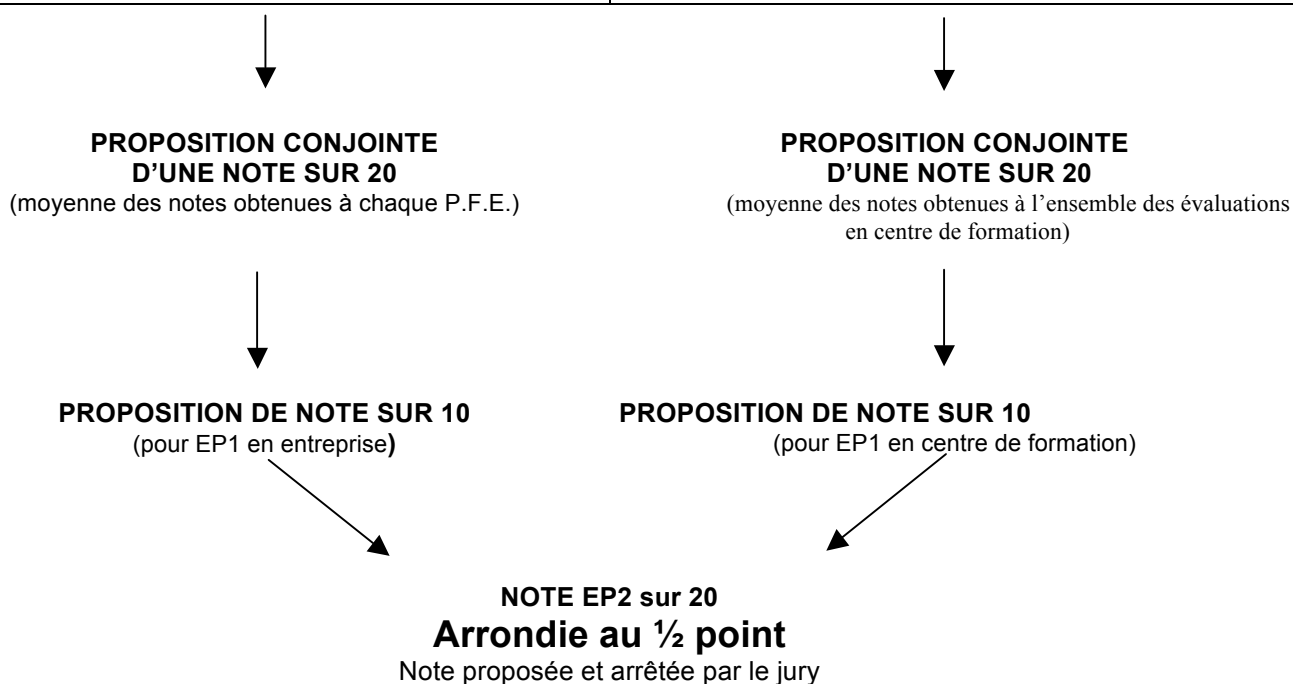 PROPOSITION CONJOINTE
D’UNE NOTE SUR 20
(moyenne des notes obtenues à chaque P.F.E.)
PROPOSITION CONJOINTE
D’UNE NOTE SUR 20
(moyenne des notes obtenues à l’ensemble des évaluations
en centre de formation)
PROPOSITION DE NOTE SUR 10
(pour EP1 en entreprise)
PROPOSITION DE NOTE SUR 10
(pour EP1 en centre de formation)
NOTE EP2 sur 20
Arrondie au ½ point
Note proposée et arrêtée par le jury